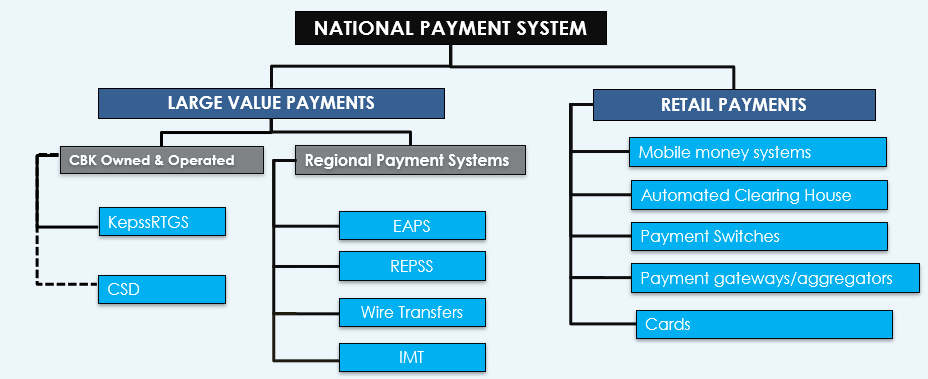 NATIONAL PAYMENT SYSTEM
LARGE VALUE PAYMENTS
RETAIL PAYMENTS
CBK Owned & Operated
Regional Payment Systems
Mobile money systems
Automated Clearing House
KepssRTGS
EAPS
Payment Switches
REPSS
Payment gateways/aggregators
CSD
Wire Transfers
Cards
IMT